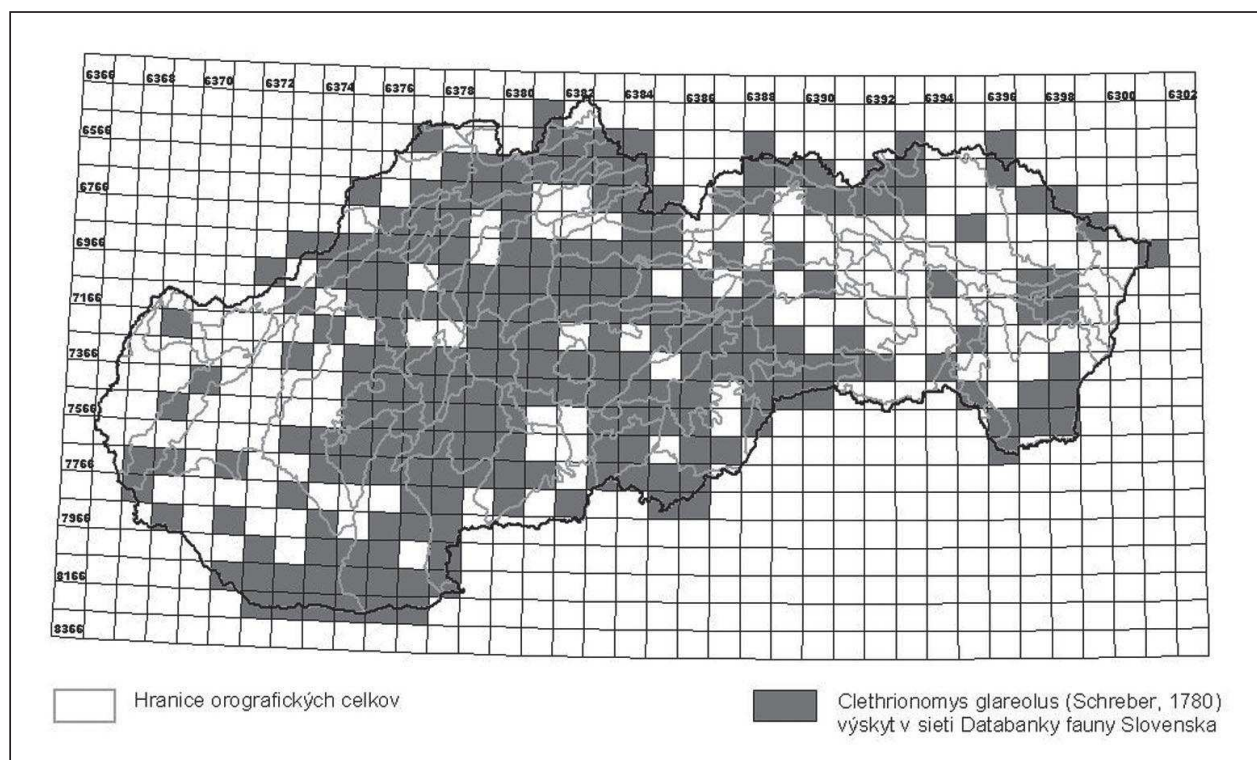 6366 6368 6370 6372 6374 6376 6378 6380 6382 6384 6386 6388 6390 6392 6394 6396 6398 6300 6302
6566
6766
6966
7166
7366
7566
7766
7966
8166
8366
Hranice orografických celkov
Clethrionomys glareolus (Schreber, 1780)
výskyt v sieti Databanky fauny Slovenska